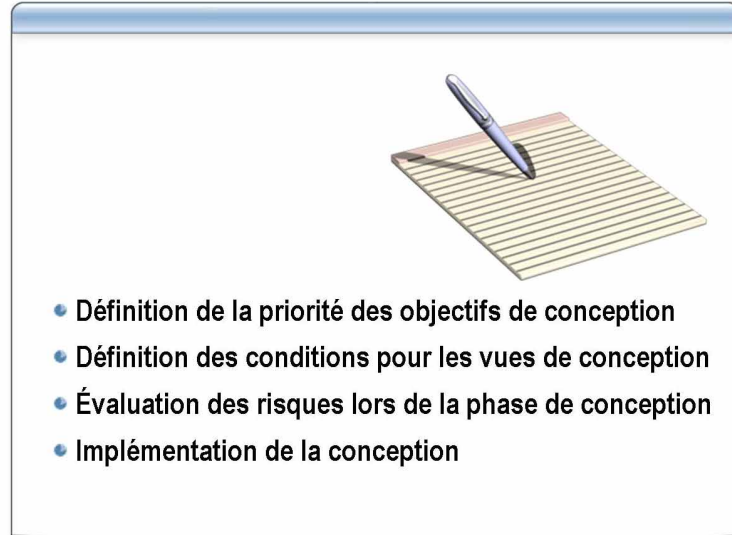 Définition de la priorité des objectifs de conception
Définition des conditions pour les vues de conception
Évaluation des risques lors de la phase de conception
Implémentation de la conception